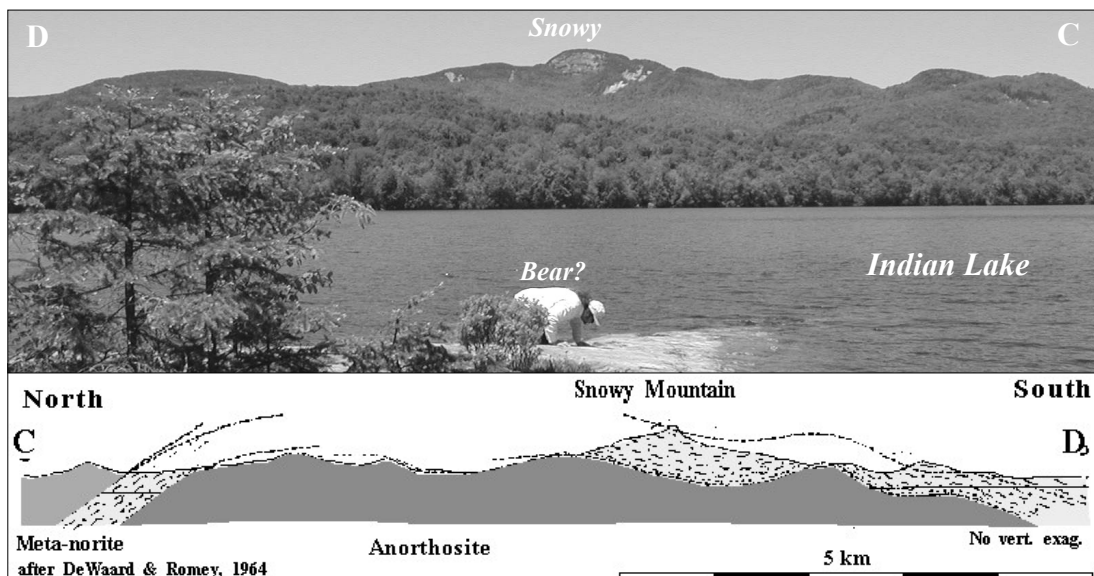 D Snowy C
Indian Lake
Bear?
Snowy Mountain
North South
C D
Meta-norite Anorthosite No vert. exag.
after DeWaard & Romey, 1964 5 km